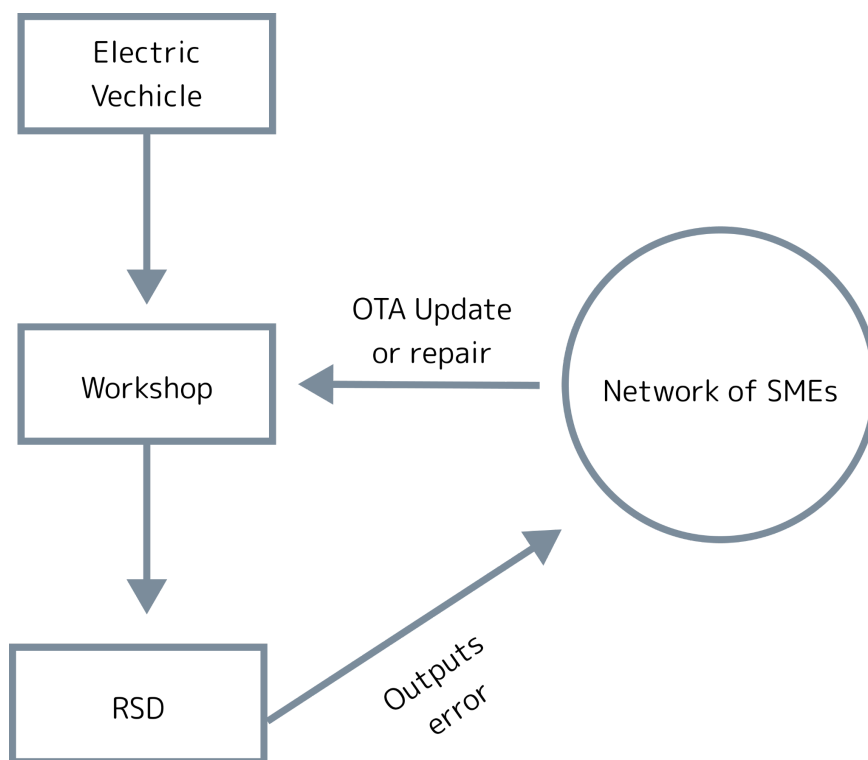 Electric
Vechicle
OTA Update
or repair
Workshop
Network of SMEs
Outputs
error
RSD